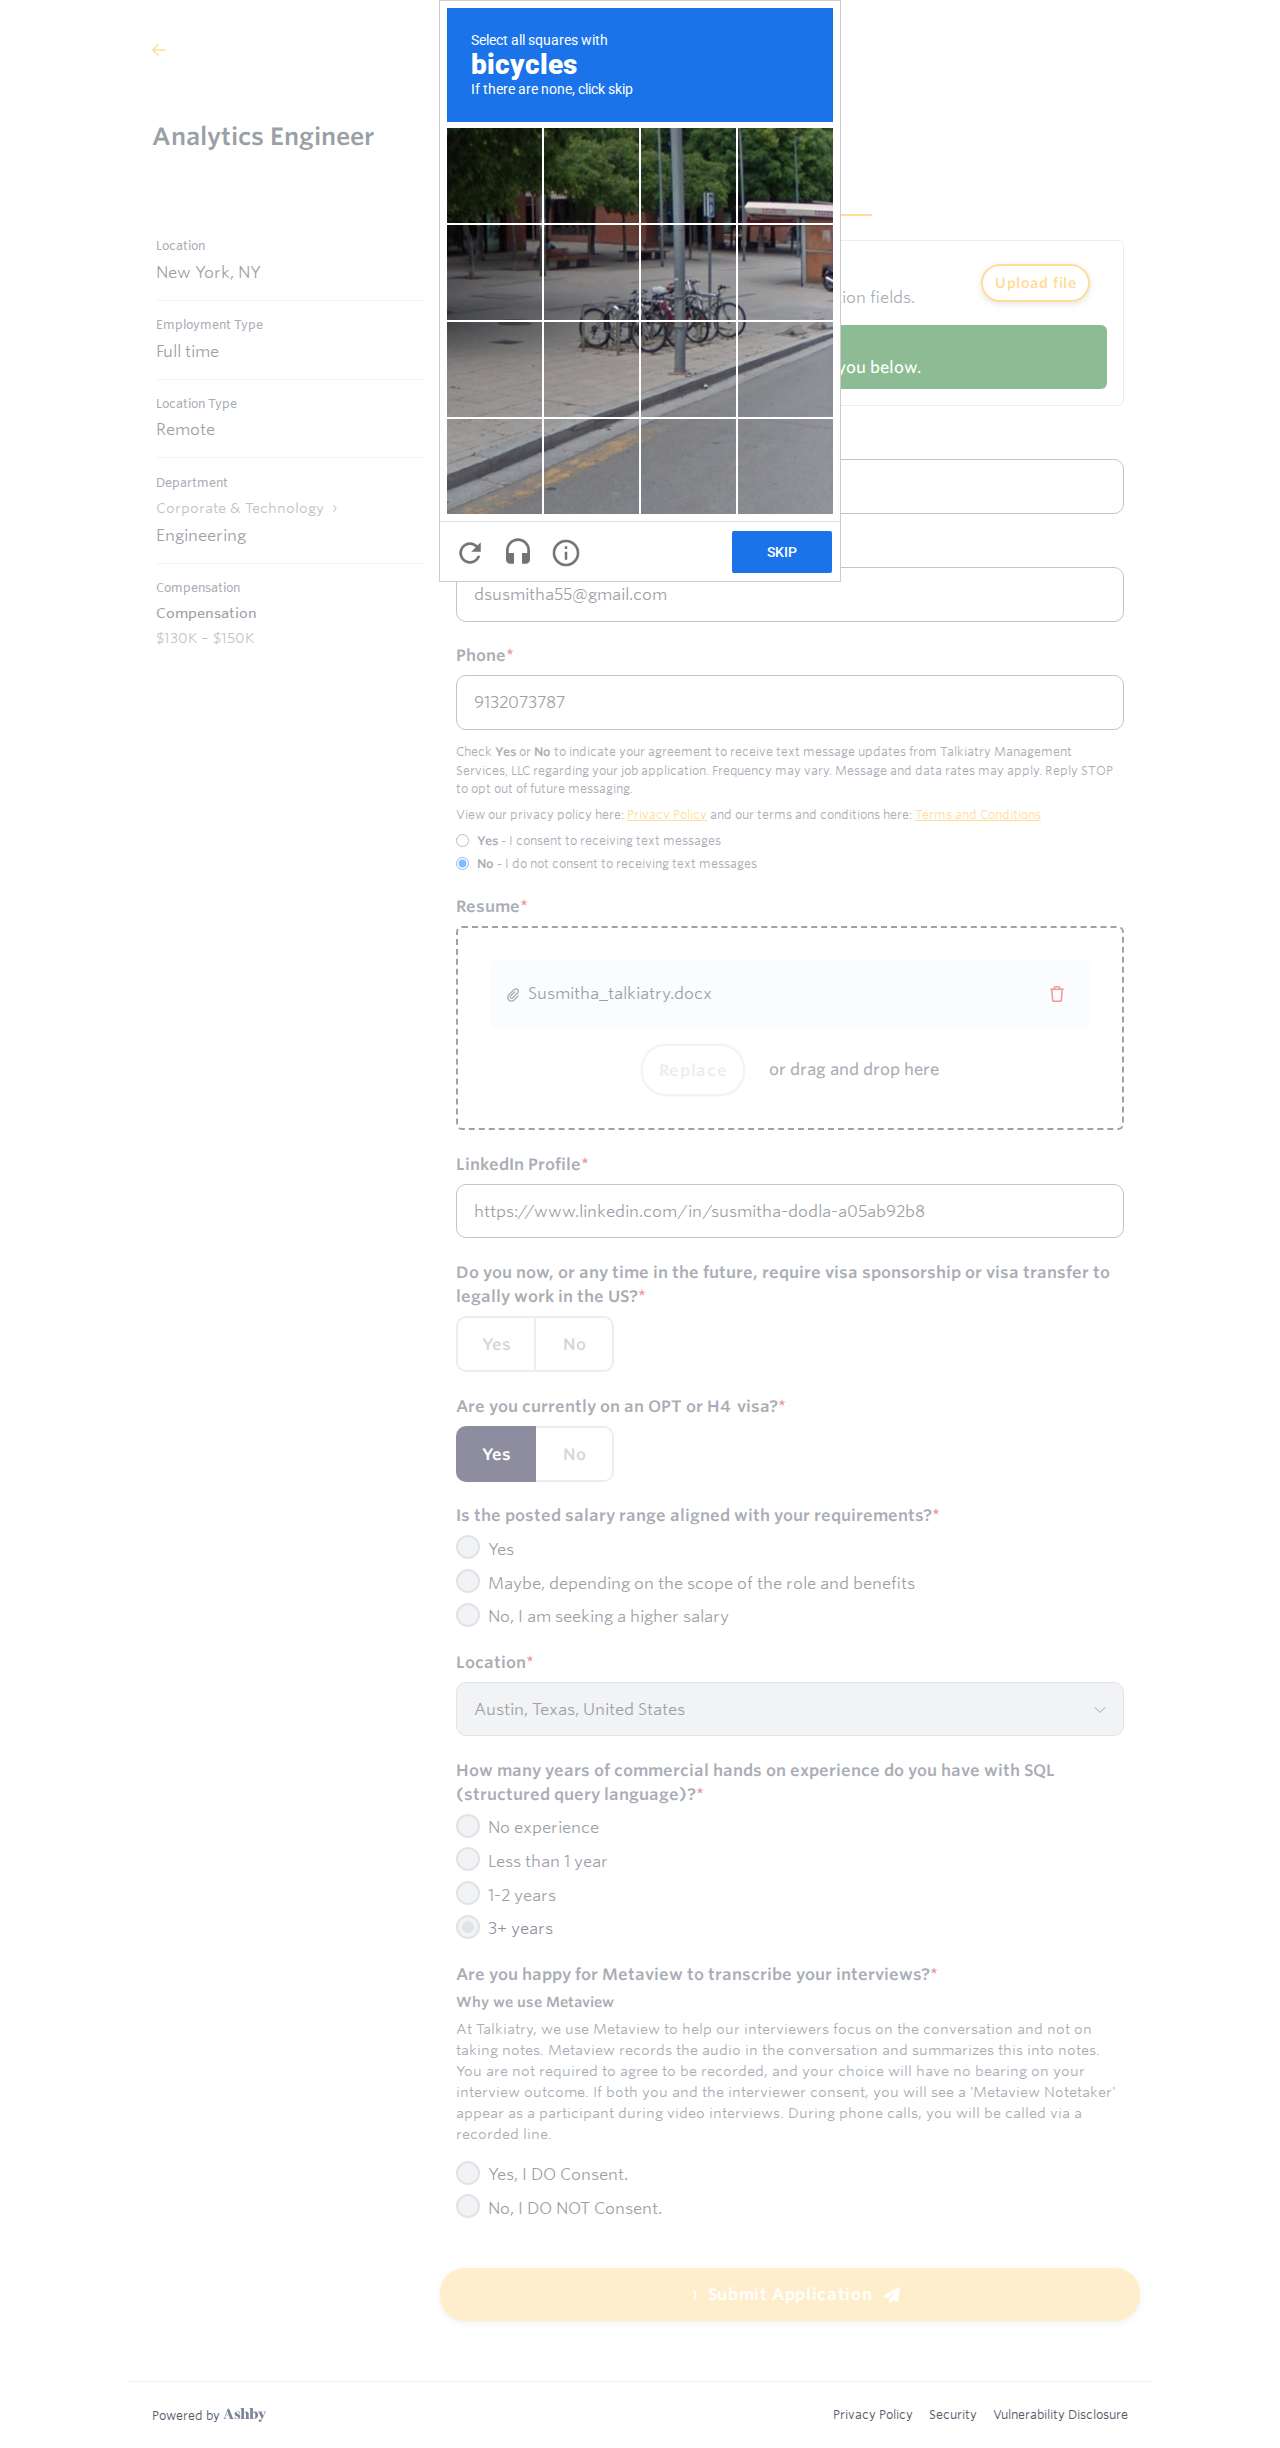 Select all squares with
bicycles
If there are none, click skip
SKIP
←
Analytics Engineer
Location
New York, NY
Employment Type
Full time
Location Type
Remote
Department
Corporate & Technology ›
Engineering
Compensation
Compensation
$130K – $150K
Upload file
ion fields.
you below.
dsusmitha55@gmail.com
Phone*
9132073787
Check Yes or No to indicate your agreement to receive text message updates from Talkiatry Management
Services, LLC regarding your job application. Frequency may vary. Message and data rates may apply. Reply STOP
to opt out of future messaging.
View our privacy policy here: Privacy Policy and our terms and conditions here: Terms and Conditions
Yes - I consent to receiving text messages
No - I do not consent to receiving text messages
Resume*
Susmitha_talkiatry.docx
Replace or drag and drop here
LinkedIn Profile*
https://www.linkedin.com/in/susmitha-dodla-a05ab92b8
Do you now, or any time in the future, require visa sponsorship or visa transfer to
legally work in the US?*
Yes No
Are you currently on an OPT or H4 visa?*
Yes No
Is the posted salary range aligned with your requirements?*
Yes
Maybe, depending on the scope of the role and benefits
No, I am seeking a higher salary
Location*
Austin, Texas, United States
How many years of commercial hands on experience do you have with SQL
(structured query language)?*
No experience
Less than 1 year
1-2 years
3+ years
Are you happy for Metaview to transcribe your interviews?*
Why we use Metaview
At Talkiatry, we use Metaview to help our interviewers focus on the conversation and not on
taking notes. Metaview records the audio in the conversation and summarizes this into notes.
You are not required to agree to be recorded, and your choice will have no bearing on your
interview outcome. If both you and the interviewer consent, you will see a 'Metaview Notetaker'
appear as a participant during video interviews. During phone calls, you will be called via a
recorded line.
Yes, I DO Consent.
No, I DO NOT Consent.
Submit Application
Powered by Ashby
Privacy Policy Security Vulnerability Disclosure